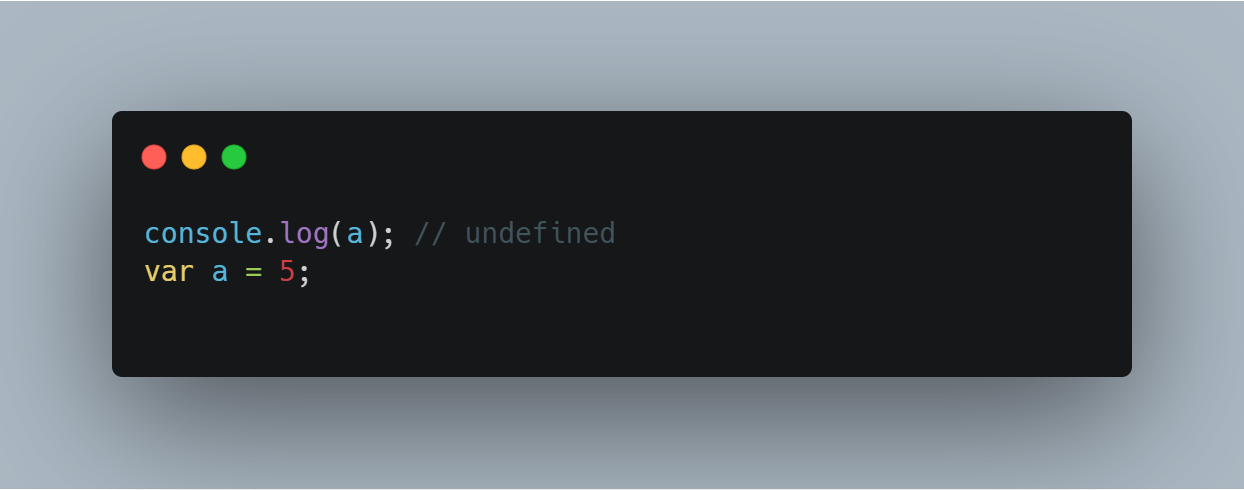 console.log(a); // undefined
var a = 5;